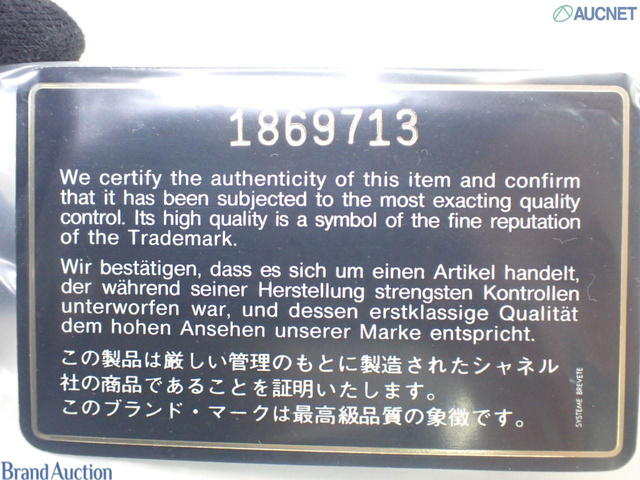 AUCNET
1869713
We certify the authenticity of this item and confirm
that it has been subjected to the most exacting quality
control. Its high quality is a symbol of the fine reputation
of the Trademark.
Wir bestätigen, dass es sich um einen Artikel handelt,
der während seiner Herstellung strengsten Kontrollen
unterworfen war, und dessen erstklassige Qualität
dem hohen Ansehen unserer Marke entspricht.
この製品は厳しい管理のもとに製造されたシャネル
社の商品であることを証明いたします。
このブランド・マークは最高級品質の象徴です。
SYSTEME BREVETE
Brand Auction